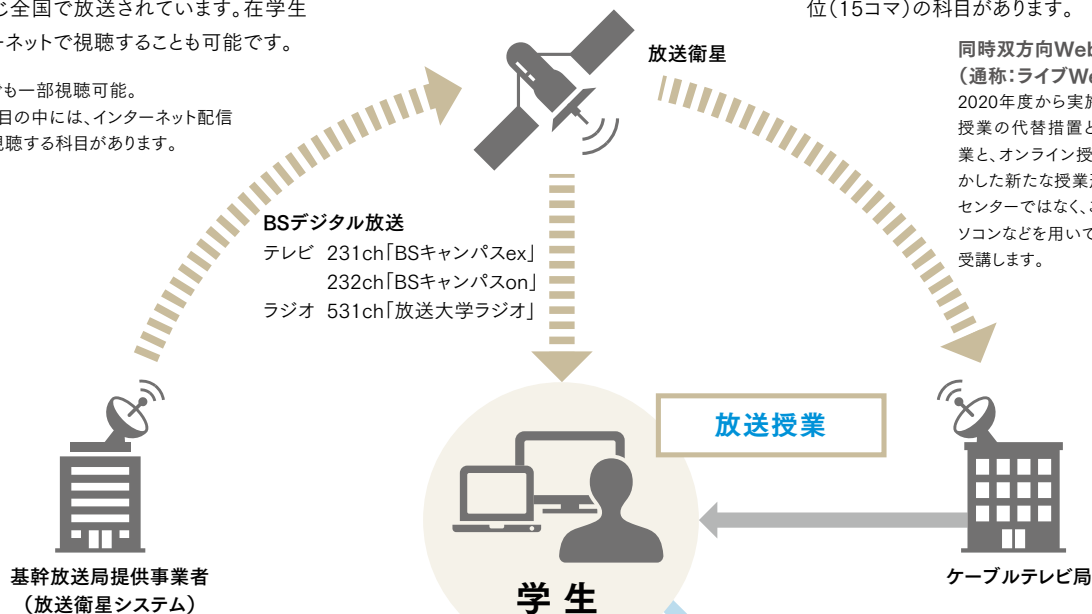 じ全国で放送されています。在学生
ーネットで視聴することも可能です。
も一部視聴可能。
目の中には、インターネット配信
視聴する科目があります。
放送衛星
位（15コマ）の科目があります。
同時双方向Web
（通称：ライブWe
2020年度から実施
授業の代替措置と
業と、オンライン授
かした新たな授業形
センターではなく、
ソコンなどを用いて
受講します。
BSデジタル放送
テレビ 231ch「BSキャンパスex」
232ch「BSキャンパスon」
ラジオ 531ch「放送大学ラジオ」
放送授業
基幹放送局提供事業者
（放送衛星システム）
学生
ケーブルテレビ局